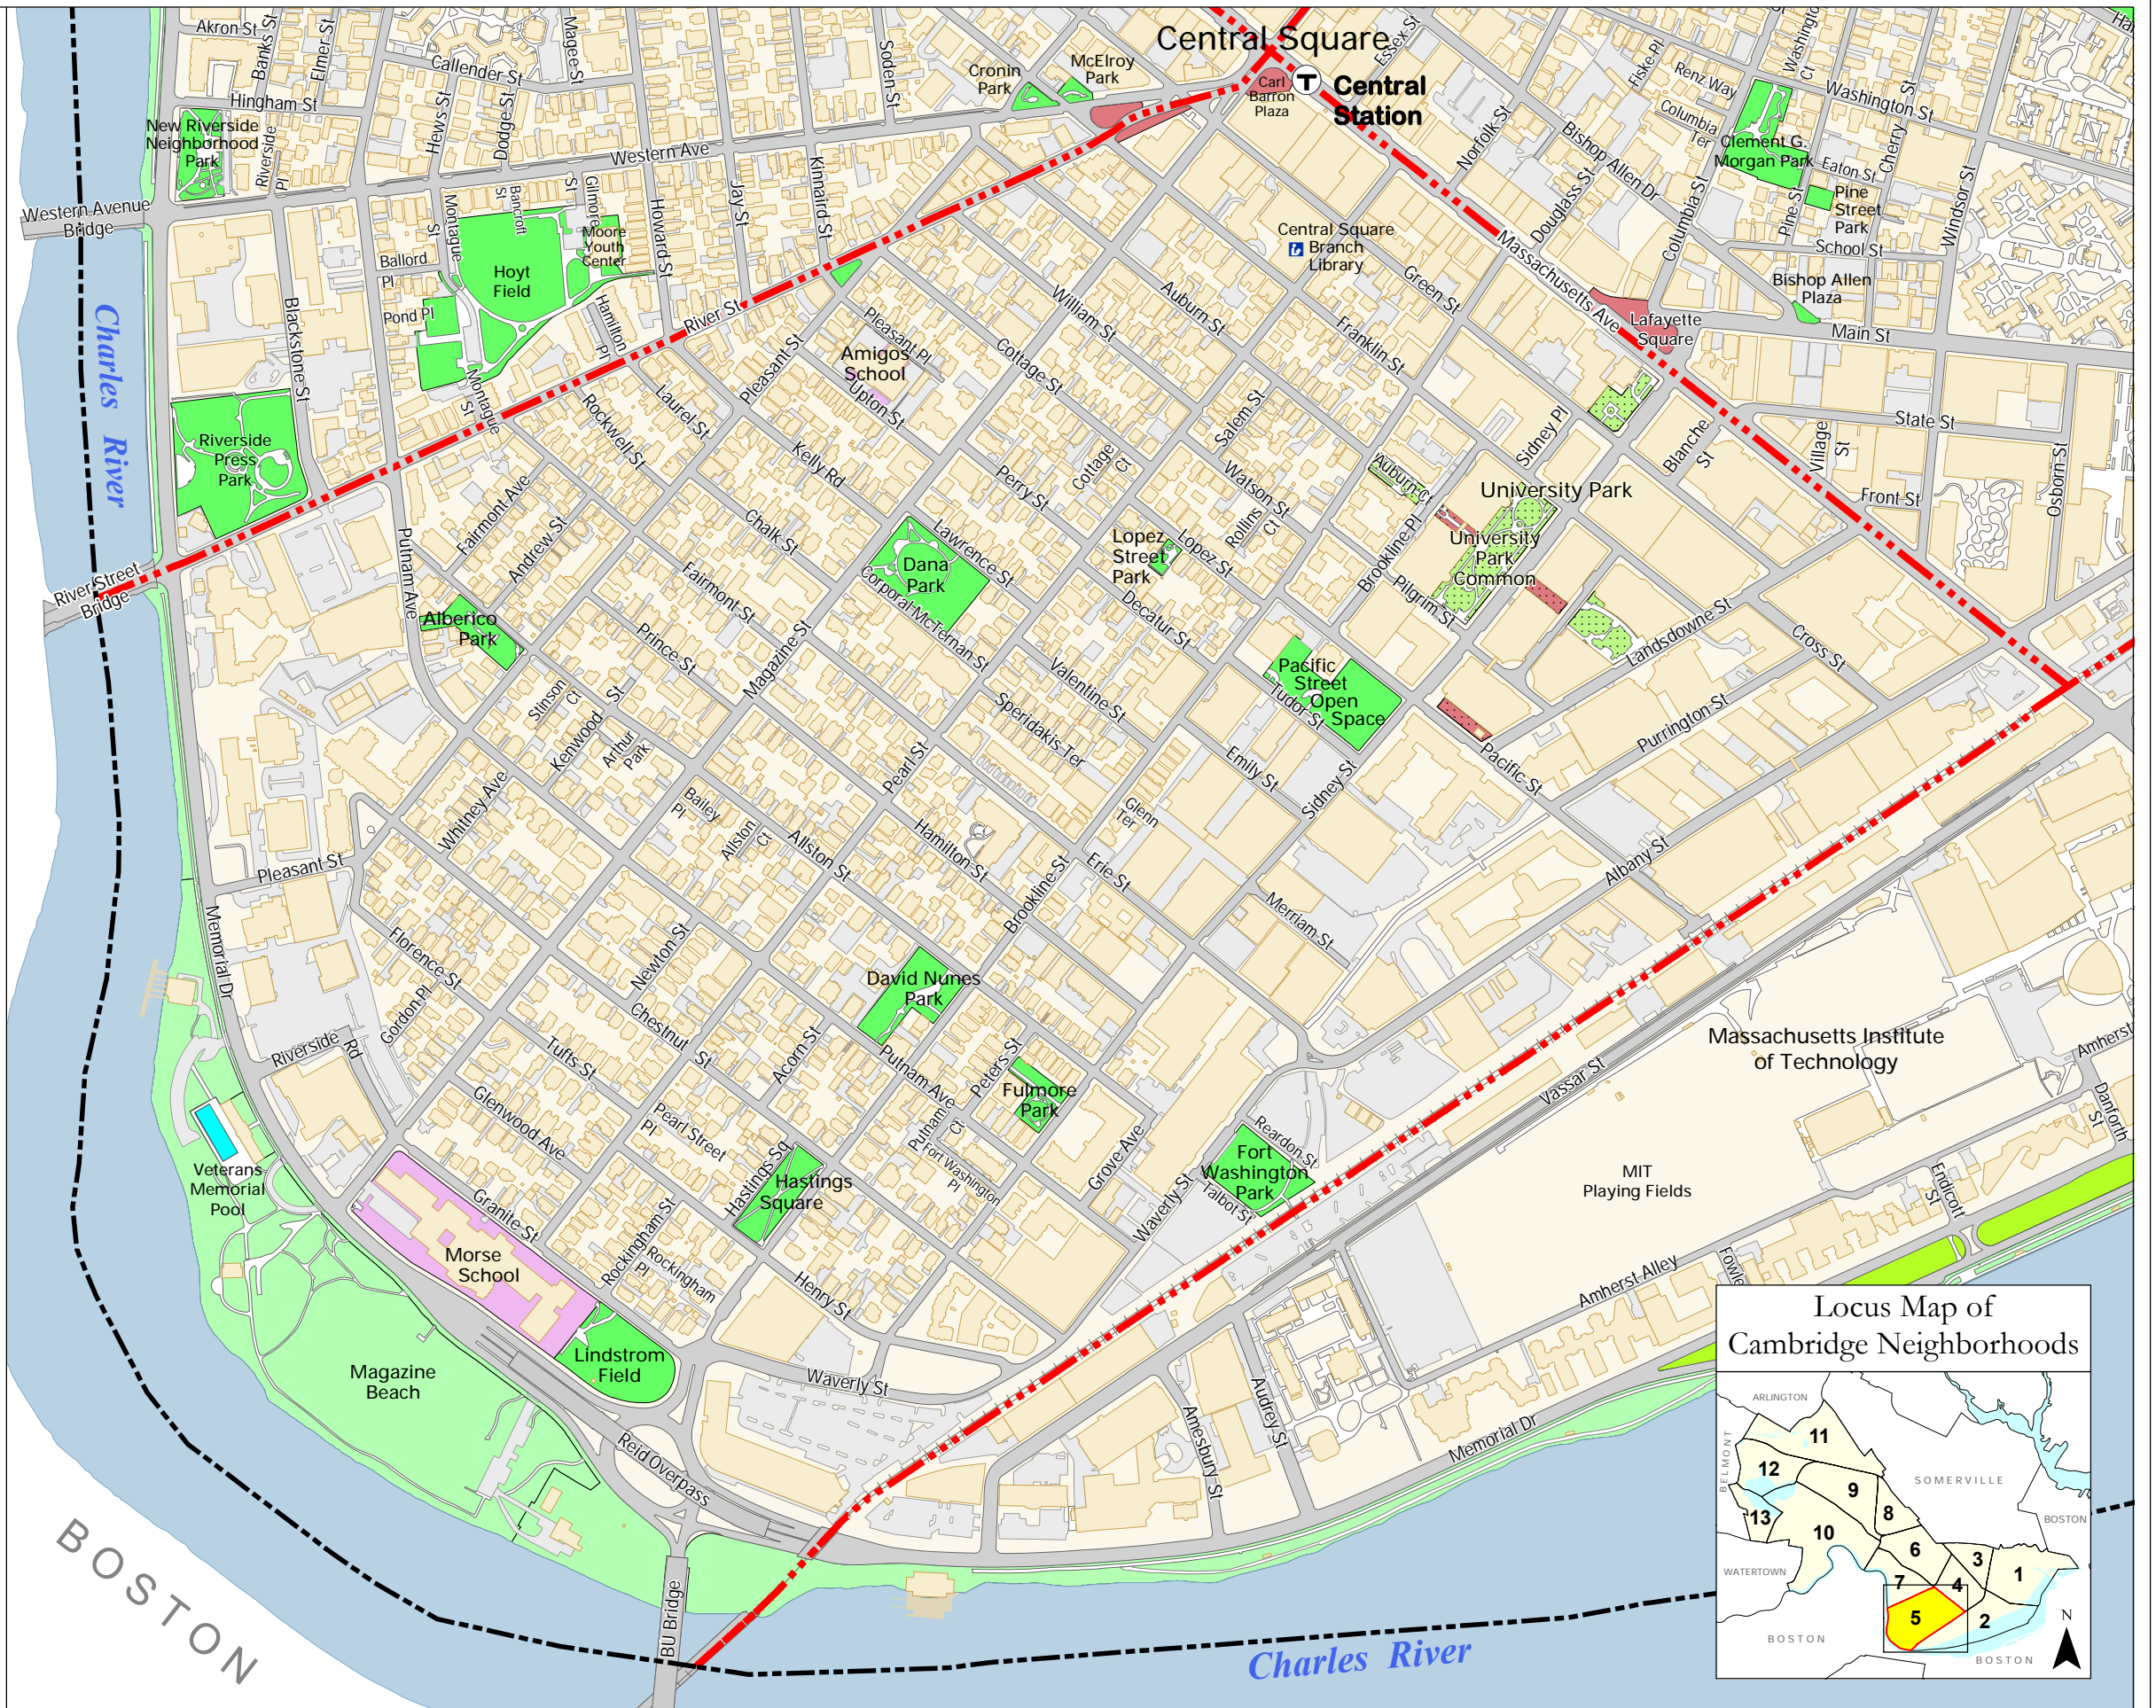 Central Square
Central
Station
Carl
Barron
Plaza
Cronin
Park
McElroy
Park
Akron St
Banks St
Elmer St
Magee St
Callender St
Soden St
Essex St
Fiske Pl
Renz Way
Washington
Ct
Washington St
Columbia
Ter
Clement G.
Morgan Park
Cherry
St
Eaton St
Pine
Street
Park
Pine St
School St
Windsor St
Hingham St
New Riverside
Neighborhood
Park
Riverside
Pl
Hews St
Dodge St
Western Ave
Western Avenue
Bridge
Norfolk St
Bishop Allen Dr
Douglass St
Columbia St
Massachusetts Ave
Bishop Allen
Plaza
Lafayette
Square
Main St
State St
Montague
St
Bancroft
St
Gilmore
St
Moore
Youth
Center
Howard St
Jay St
Kinnaird St
Ballord
Pl
Hoyt
Field
Pond Pl
Hamilton
Pl
River St
Montague
St
Charles River
Blackstone St
Riverside
Press
Park
River Street
Bridge
Central Square
Branch
Library
Green St
Franklin St
Auburn St
William St
Cottage St
Pleasant Pl
Amigos
School
Upton St
Pleasant St
Laurel St
Rockwell St
Kelly Rd
Perry St
Cottage
Ct
Salem St
Watson St
Rollins
Ct
Auburn Ct
Sidney Pl
Blanche
St
Village
St
Front St
Osborn St
University Park
University
Park
Common
Brookline Pl
Pilgrim St
Lopez
Street
Park
Lopez St
Decatur St
Dana
Park
Lawrence St
Corporal McTernan St
Chalk St
Fairmont St
Fairmont Ave
Andrew St
Putnam Ave
Alberico
Park
Prince St
Magazine St
Valentine St
Speridakis Ter
Pacific
Street
Open
Space
Tudor St
Emily St
Sidney St
Landsdowne St
Cross St
Purrington St
Pacific St
Albany St
Stinson
Ct
Kenwood St
Arthur
Park
Whitney Ave
Bailey
Pl
Allston
Ct
Allston St
Pearl St
Hamilton St
Glenn
Ter
Erie St
Brookline St
Merriam St
Pleasant St
Memorial Dr
Florence St
Gordon Pl
Newton St
Chestnut St
Acorn St
David Nunes
Park
Putnam Ave
Peters St
Fulmore
Park
Putnam
Ct
Fort Washington
Pl
Grove Ave
Riverside Rd
Tufts St
Glenwood Ave
Pearl Street
Pl
Hastings Sq
Hastings
Square
Waverly St
Reardon St
Fort
Washington
Park
Talbot St
Vassar St
Massachusetts Institute
of Technology
MIT
Playing Fields
Amherst
Danforth
St
Endicott
St
Amherst Alley
Veterans
Memorial
Pool
Granite St
Morse
School
Rockingham St
Rockingham
Pl
Henry St
Lindstrom
Field
Magazine
Beach
Waverly St
Reid Overpass
Amesbury St
Audrey St
Memorial Dr
BU Bridge
BOSTON
Charles River
Locus Map of
Cambridge Neighborhoods
ARLINGTON
BELMONT
SOMERVILLE
BOSTON
WATERTOWN
BOSTON
BOSTON
11
12
9
8
13
10
6
3
1
7
4
5
2
N